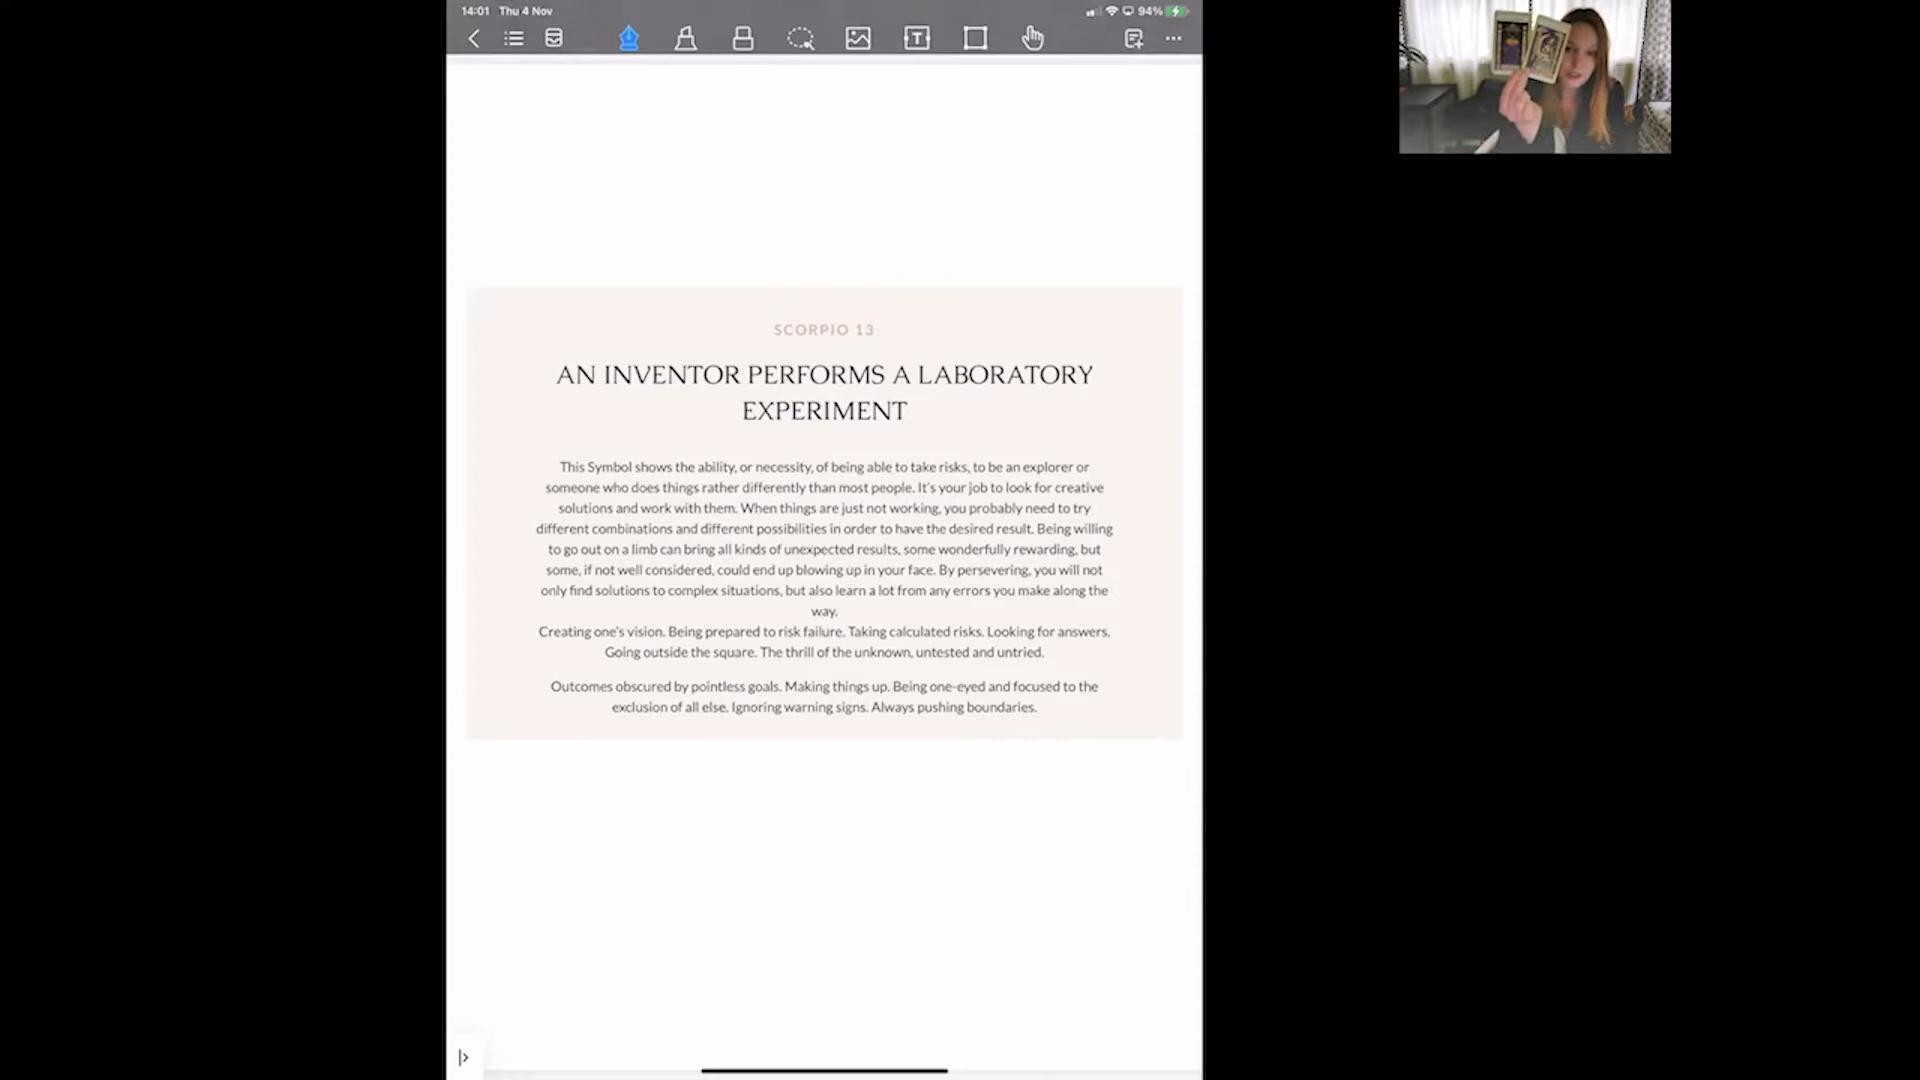 14:01 Thu 4 Nov
94%
T
SCORPIO 13
AN INVENTOR PERFORMS A LABORATORY
EXPERIMENT
This Symbol shows the ability, or necessity, of being able to take risks, to be an explorer or
someone who does things rather differently than most people. It's your job to look for creative
solutions and work with them. When things are just not working, you probably need to try
different combinations and different possibilities in order to have the desired result. Being willing
to go out on a limb can bring all kinds of unexpected results, some wonderfully rewarding, but
some, if not well considered, could end up blowing up in your face. By persevering, you will not
only find solutions to complex situations, but also learn a lot from any errors you make along the
way.
Creating one's vision. Being prepared to risk failure. Taking calculated risks. Looking for answers.
Going outside the square. The thrill of the unknown, untested and untried.
Outcomes obscured by pointless goals. Making things up. Being one-eyed and focused to the
exclusion of all else. Ignoring warning signs. Always pushing boundaries.